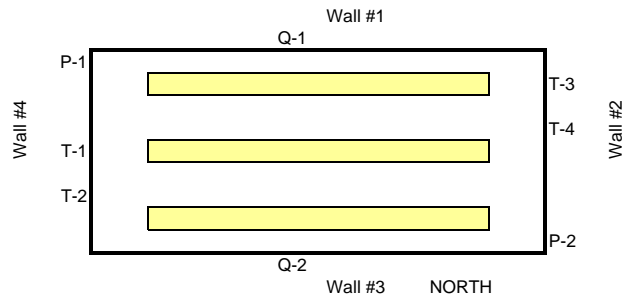 Wall #1
Q-1
P-1
T-3
Wall #4
Wall #2
T-4
T-1
T-2
P-2
Q-2
Wall #3 NORTH